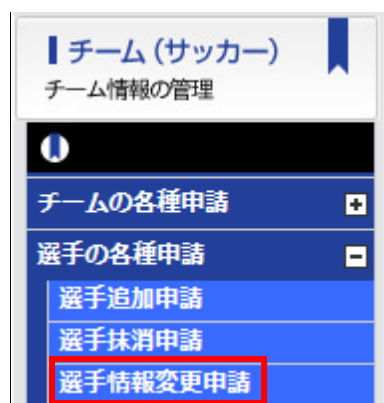 チーム（サッカー）
チーム情報の管理
チームの各種申請
選手の各種申請
選手追加申請
選手抹消申請
選手情報変更申請